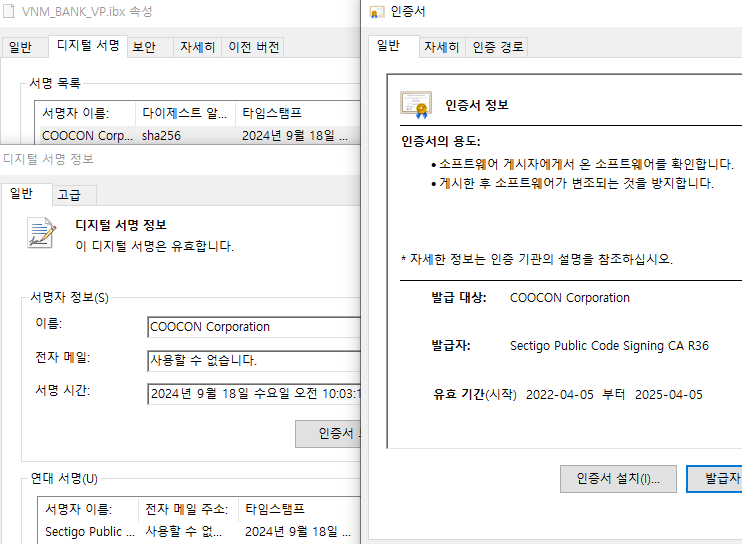 VNM_BANK_VP.ibx 속성
일반 디지털 서명 보안 자세히 이전 버전
서명 목록
서명자 이름: 다이제스트 알... 타임스탬프
COOCON Corp... sha256 2024년 9월 18일 ...
디지털 서명 정보
일반 고급
디지털 서명 정보
이 디지털 서명은 유효합니다.
서명자 정보(S)
이름: COOCON Corporation
전자 메일: 사용할 수 없습니다.
서명 시간: 2024년 9월 18일 수요일 오전 10:03:1
인증서
연대 서명(U)
서명자 이름: 전자 메일 주소: 타임스탬프
Sectigo Public ... 사용할 수 없... 2024년 9월 18일 ...
인증서
일반 자세히 인증 경로
인증서 정보
인증서의 용도:
• 소프트웨어 게시자에게서 온 소프트웨어를 확인합니다.
• 게시한 후 소프트웨어가 변조되는 것을 방지합니다.
* 자세한 정보는 인증 기관의 설명을 참조하십시오.
발급 대상: COOCON Corporation
발급자: Sectigo Public Code Signing CA R36
유효 기간(시작) 2022-04-05 부터 2025-04-05
인증서 설치(I)... 발급자